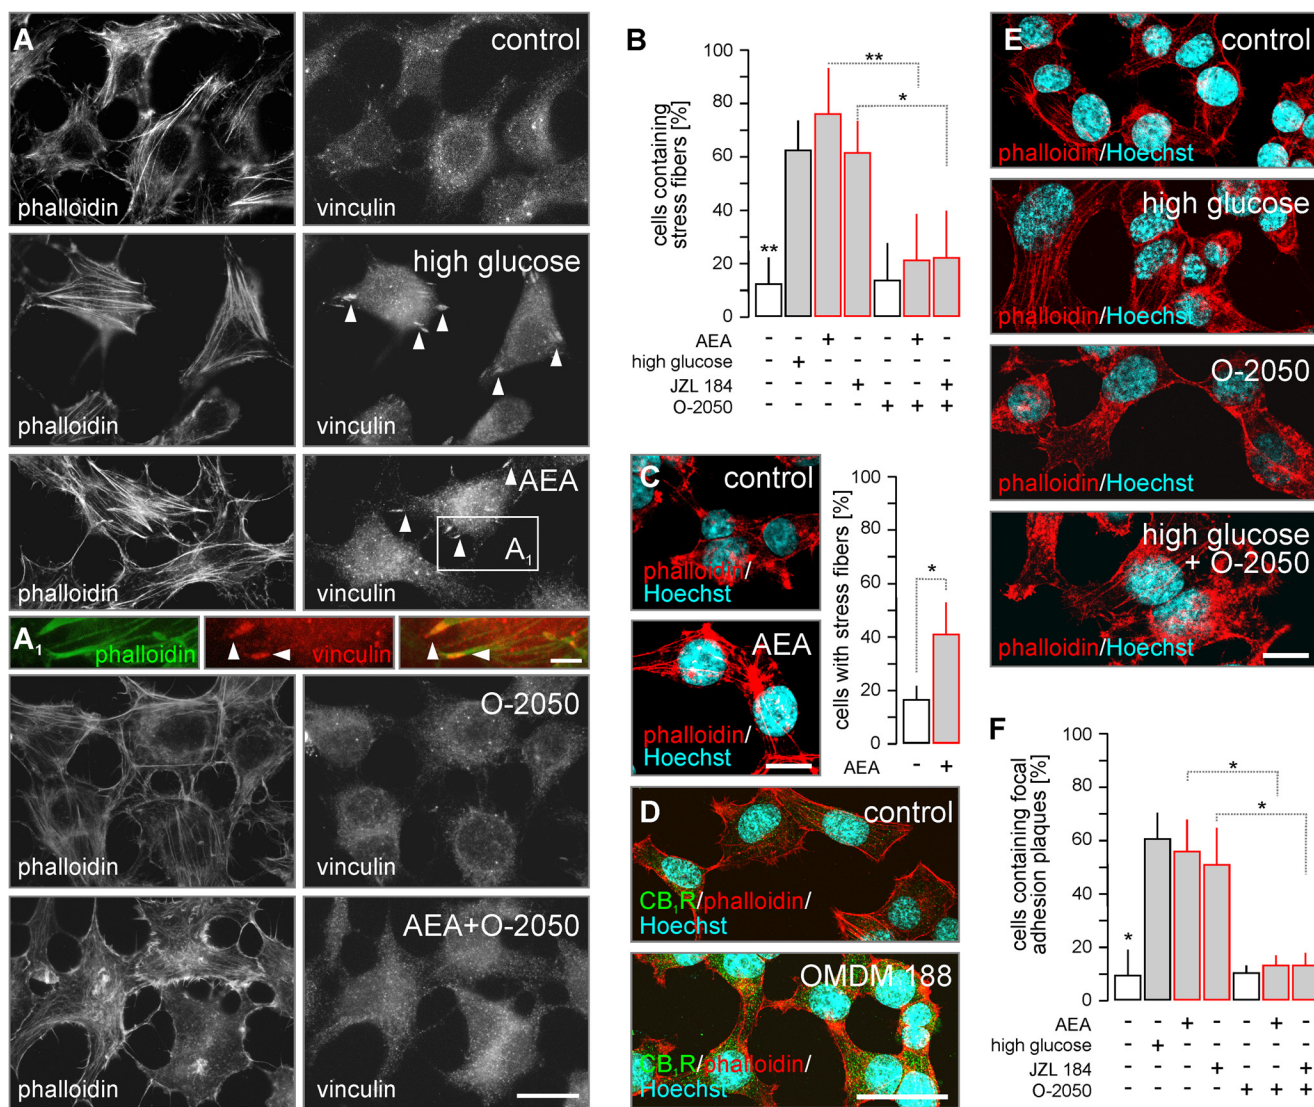 A
control
phalloidin
vinculin
high glucose
phalloidin
vinculin
AEA
A1
phalloidin
vinculin
A1
phalloidin
vinculin
O-2050
phalloidin
vinculin
AEA+O-2050
phalloidin
vinculin
B
cells containing
stress fibers [%]
100
80
60
40
20
0
**
**
*
AEA - - + - - + -
high glucose - + - - - - -
JZL 184 - - - + - - +
O-2050 - - - - + + +
C
control
phalloidin/
Hoechst
AEA
phalloidin/
Hoechst
cells with stress fibers [%]
100
80
60
40
20
0
*
AEA - +
D
control
CB1R/phalloidin/
Hoechst
OMDM 188
CB1R/phalloidin/
Hoechst
E
control
phalloidin/Hoechst
high glucose
phalloidin/Hoechst
O-2050
phalloidin/Hoechst
high glucose
+ O-2050
phalloidin/Hoechst
F
cells containing focal
adhesion plaques [%]
100
80
60
40
20
0
*
*
*
AEA - - + - - + -
high glucose - + - - - - -
JZL 184 - - - + - - +
O-2050 - - - - + + +